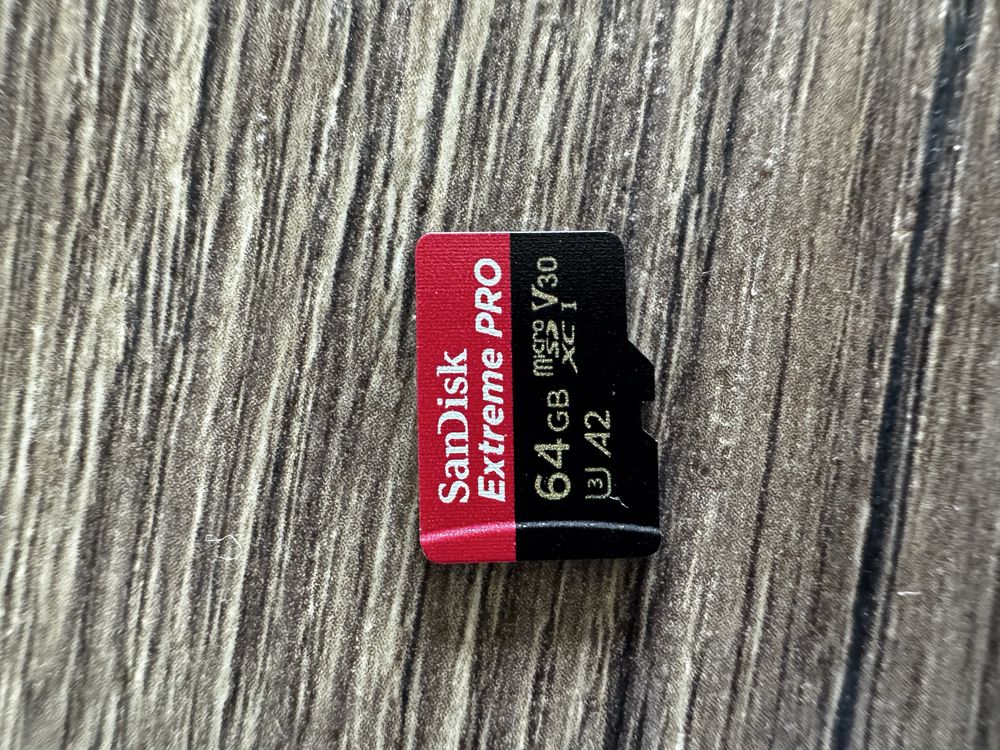 SanDisk
Extreme PRO
64GB micro SD XC I V30
U3 A2